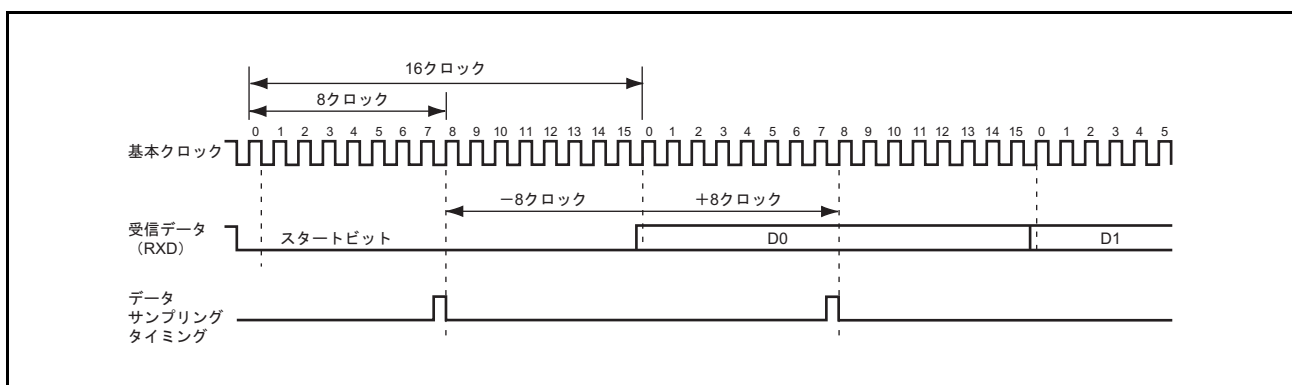 16クロック
8クロック
0 1 2 3 4 5 6 7 8 9 10 11 12 13 14 15 0 1 2 3 4 5 6 7 8 9 10 11 12 13 14 15 0 1 2 3 4 5
基本クロック
－8クロック ＋8クロック
受信データ
（RXD）
スタートビット D0 D1
データ
サンプリング
タイミング